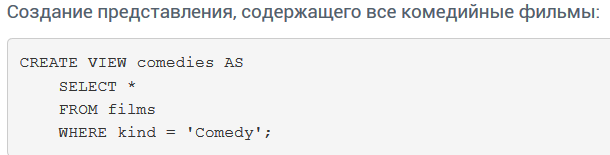 Создание представления, содержащего все комедийные фильмы:
CREATE VIEW comedies AS
    SELECT *
    FROM films
    WHERE kind = 'Comedy';